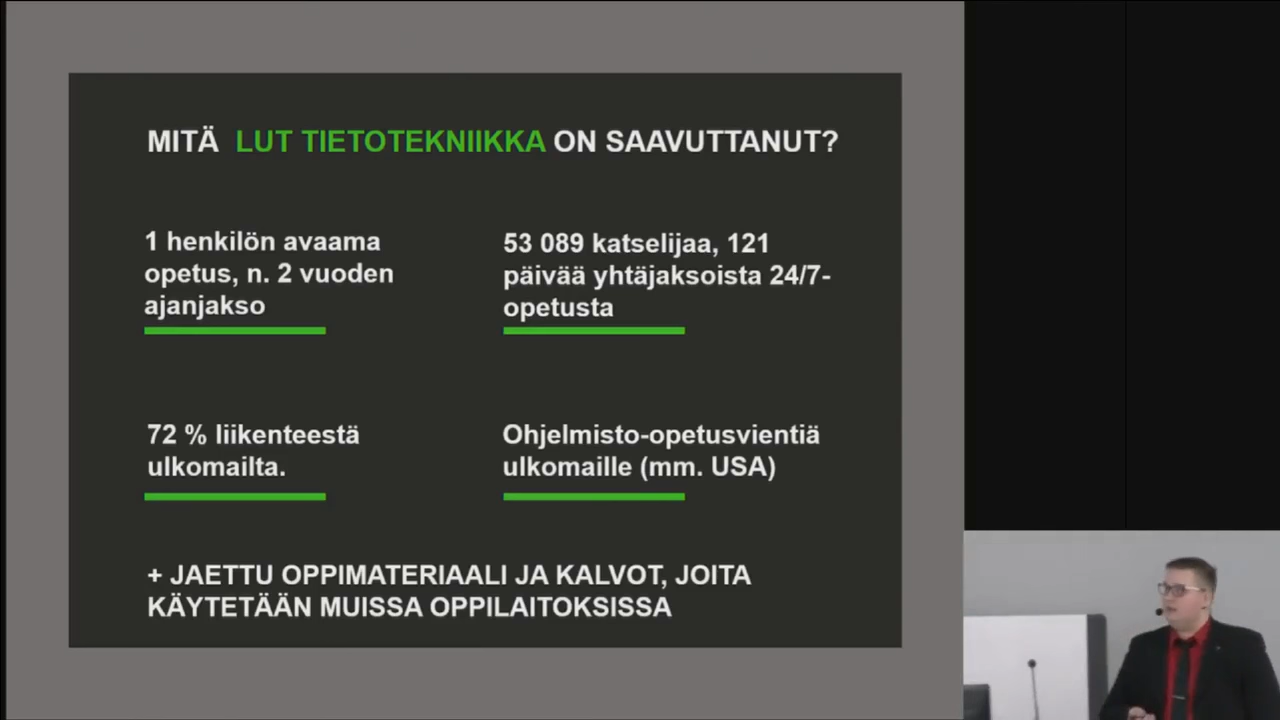 MITÄ LUT TIETOTEKNIIKKA ON SAAVUTTANUT?
1 henkilön avaama
opetus, n. 2 vuoden
ajanjakso
53 089 katselijaa, 121
päivää yhtäjaksoista 24/7-
opetusta
72 % liikenteestä
ulkomailta.
Ohjelmisto-opetusvientiä
ulkomaille (mm. USA)
+ JAETTU OPPIMATERIAALI JA KALVOT, JOITA
KÄYTETÄÄN MUISSA OPPILAITOKSISSA